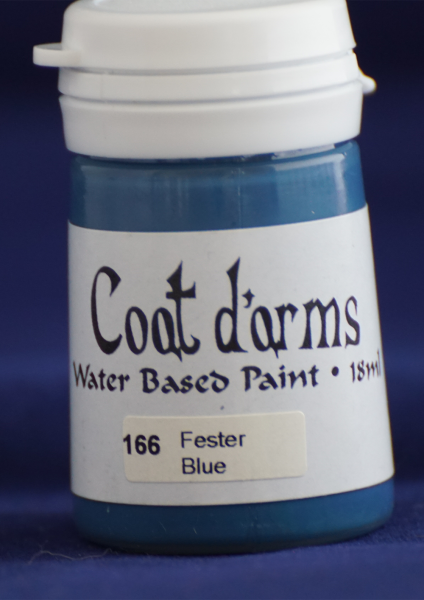 Coat d'arms
Water Based Paint • 18ml
166 Fester
Blue